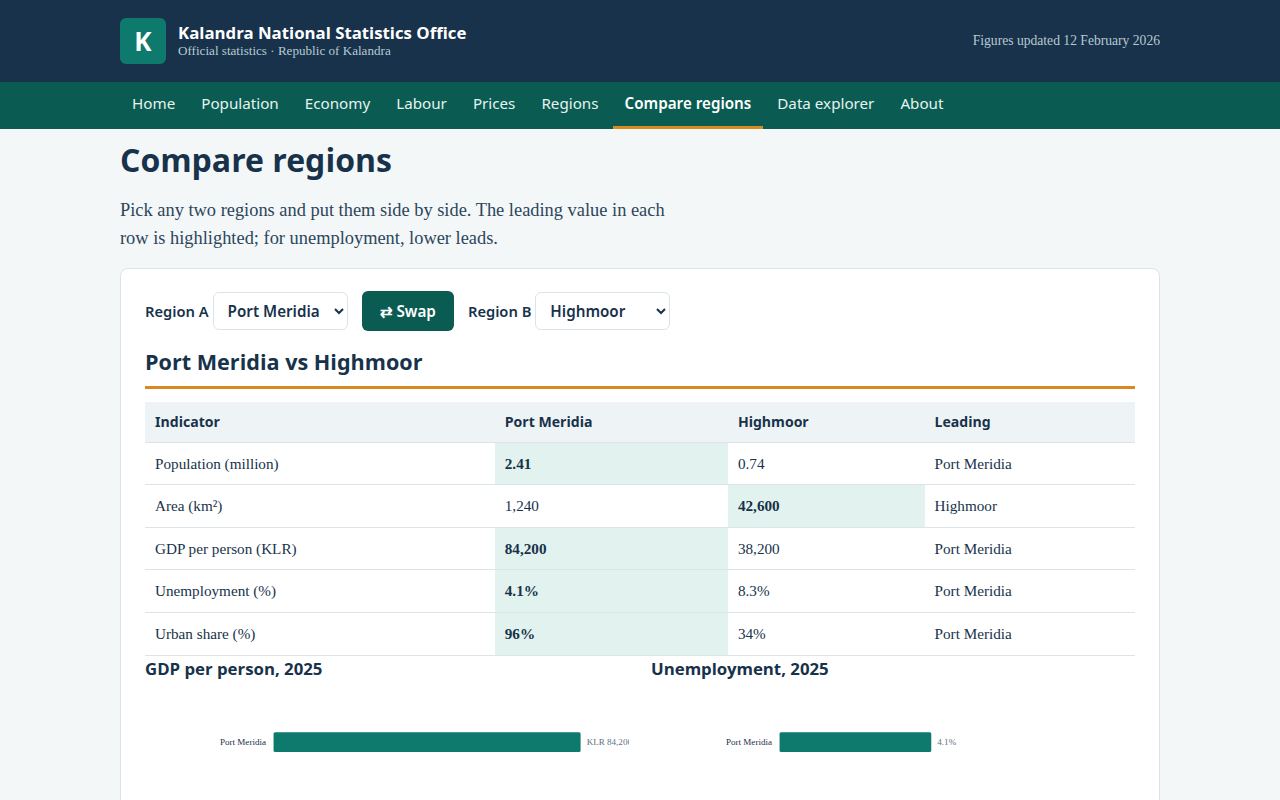 K
Kalandra National Statistics Office
Official statistics · Republic of Kalandra
Figures updated 12 February 2026
Home Population Economy Labour Prices Regions Compare regions Data explorer About
Compare regions
Pick any two regions and put them side by side. The leading value in each
row is highlighted; for unemployment, lower leads.
Region A Port Meridia ⇄ Swap Region B Highmoor
Port Meridia vs Highmoor
Indicator Port Meridia Highmoor Leading
Population (million) 2.41 0.74 Port Meridia
Area (km²) 1,240 42,600 Highmoor
GDP per person (KLR) 84,200 38,200 Port Meridia
Unemployment (%) 4.1% 8.3% Port Meridia
Urban share (%) 96% 34% Port Meridia
GDP per person, 2025 Unemployment, 2025
Port Meridia KLR 84,20 Port Meridia 4.1%